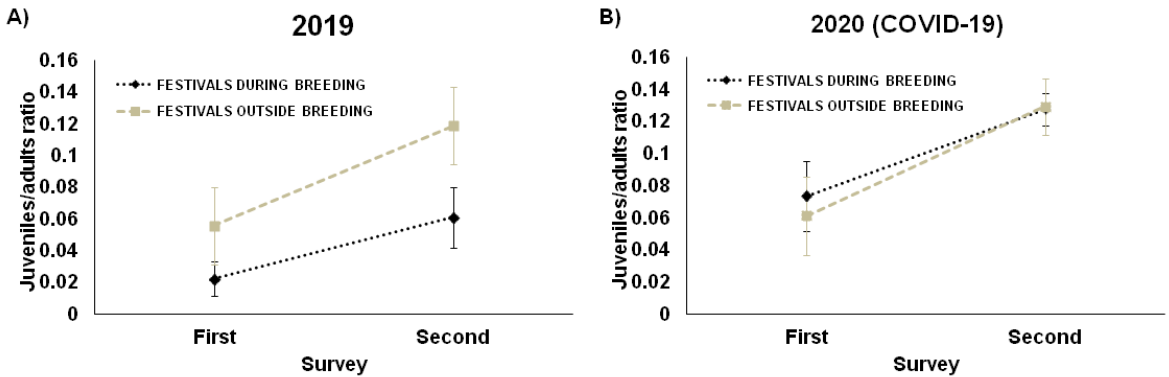 A)
2019
Juveniles/adults ratio
0.16
0.14
0.12
0.1
0.08
0.06
0.04
0.02
0
FESTIVALS DURING BREEDING
FESTIVALS OUTSIDE BREEDING
First
Second
Survey
B)
2020 (COVID-19)
Juveniles/adults ratio
0.16
0.14
0.12
0.1
0.08
0.06
0.04
0.02
0
FESTIVALS DURING BREEDING
FESTIVALS OUTSIDE BREEDING
First
Second
Survey